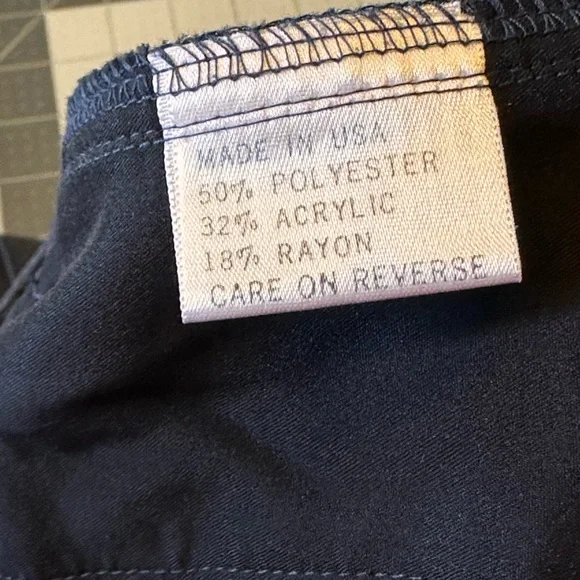 MADE IN USA
50% POLYESTER
32% ACRYLIC
18% RAYON
CARE ON REVERSE